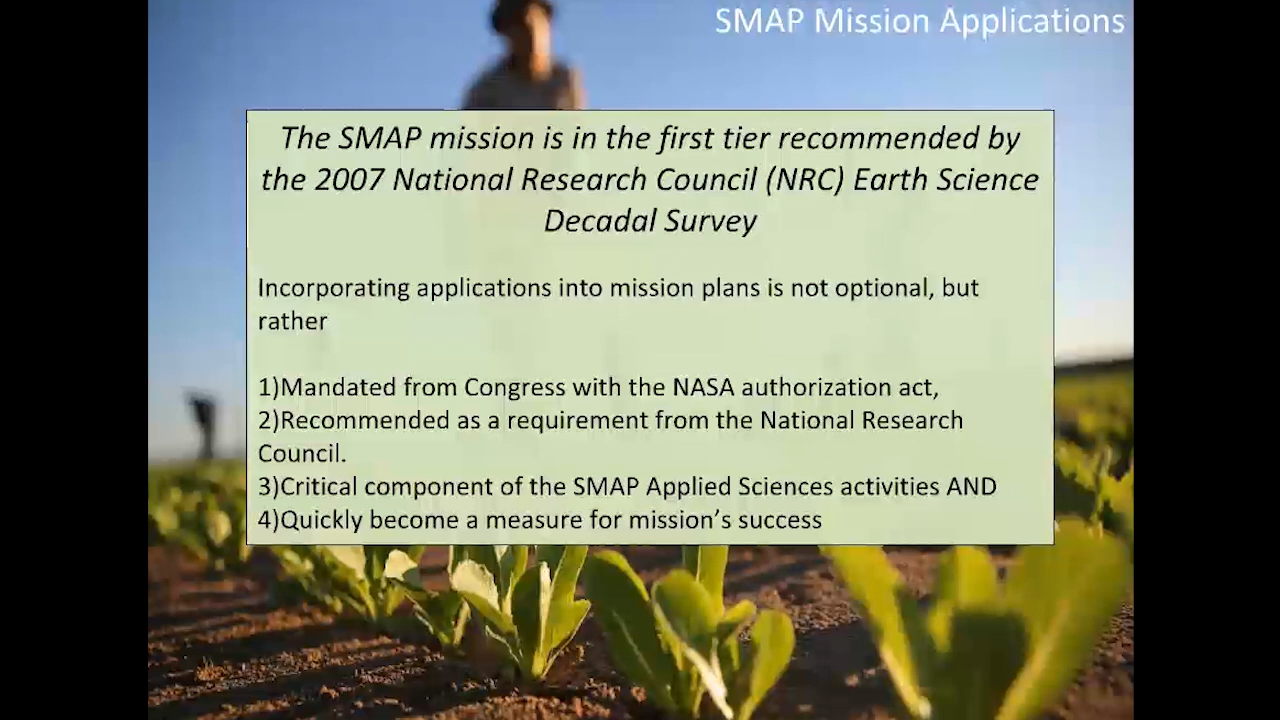 SMAP Mission Applications
The SMAP mission is in the first tier recommended by
the 2007 National Research Council (NRC) Earth Science
Decadal Survey
Incorporating applications into mission plans is not optional, but
rather
1)Mandated from Congress with the NASA authorization act,
2)Recommended as a requirement from the National Research
Council.
3)Critical component of the SMAP Applied Sciences activities AND
4)Quickly become a measure for mission’s success